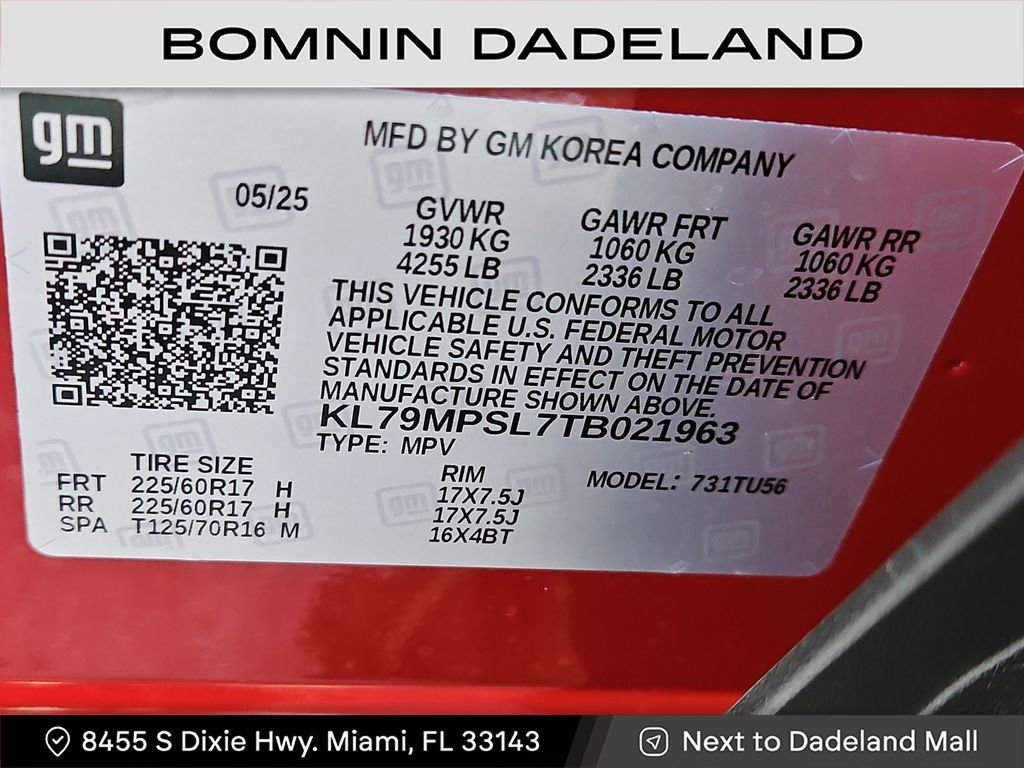 BOMNIN DADELAND
gm
MFD BY GM KOREA COMPANY
05/25
GVWR GAWR FRT GAWR RR
1930 KG 1060 KG 1060 KG
4255 LB 2336 LB 2336 LB
THIS VEHICLE CONFORMS TO ALL
APPLICABLE U.S. FEDERAL MOTOR
VEHICLE SAFETY AND THEFT PREVENTION
STANDARDS IN EFFECT ON THE DATE OF
MANUFACTURE SHOWN ABOVE.
KL79MPSL7TB021963
TYPE: MPV
TIRE SIZE RIM MODEL: 731TU56
FRT 225/60R17 H 17X7.5J
RR 225/60R17 H 17X7.5J
SPA T125/70R16 M 16X4BT
8455 S Dixie Hwy. Miami, FL 33143
Next to Dadeland Mall